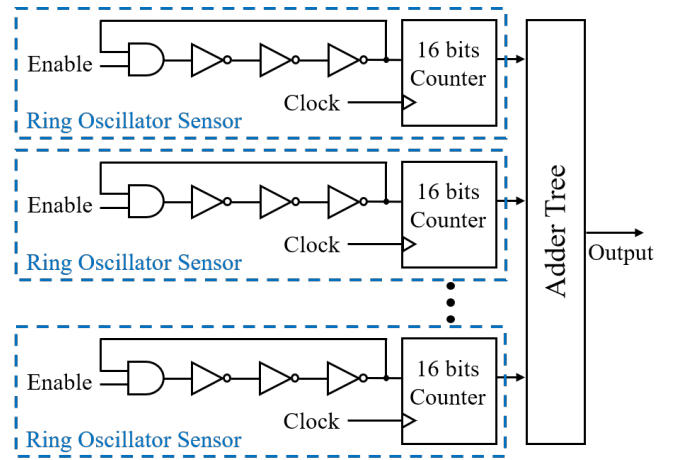 Enable
16 bits
Counter
Clock
Ring Oscillator Sensor
Enable
16 bits
Counter
Clock
Ring Oscillator Sensor
Enable
16 bits
Counter
Clock
Ring Oscillator Sensor
Adder Tree
Output